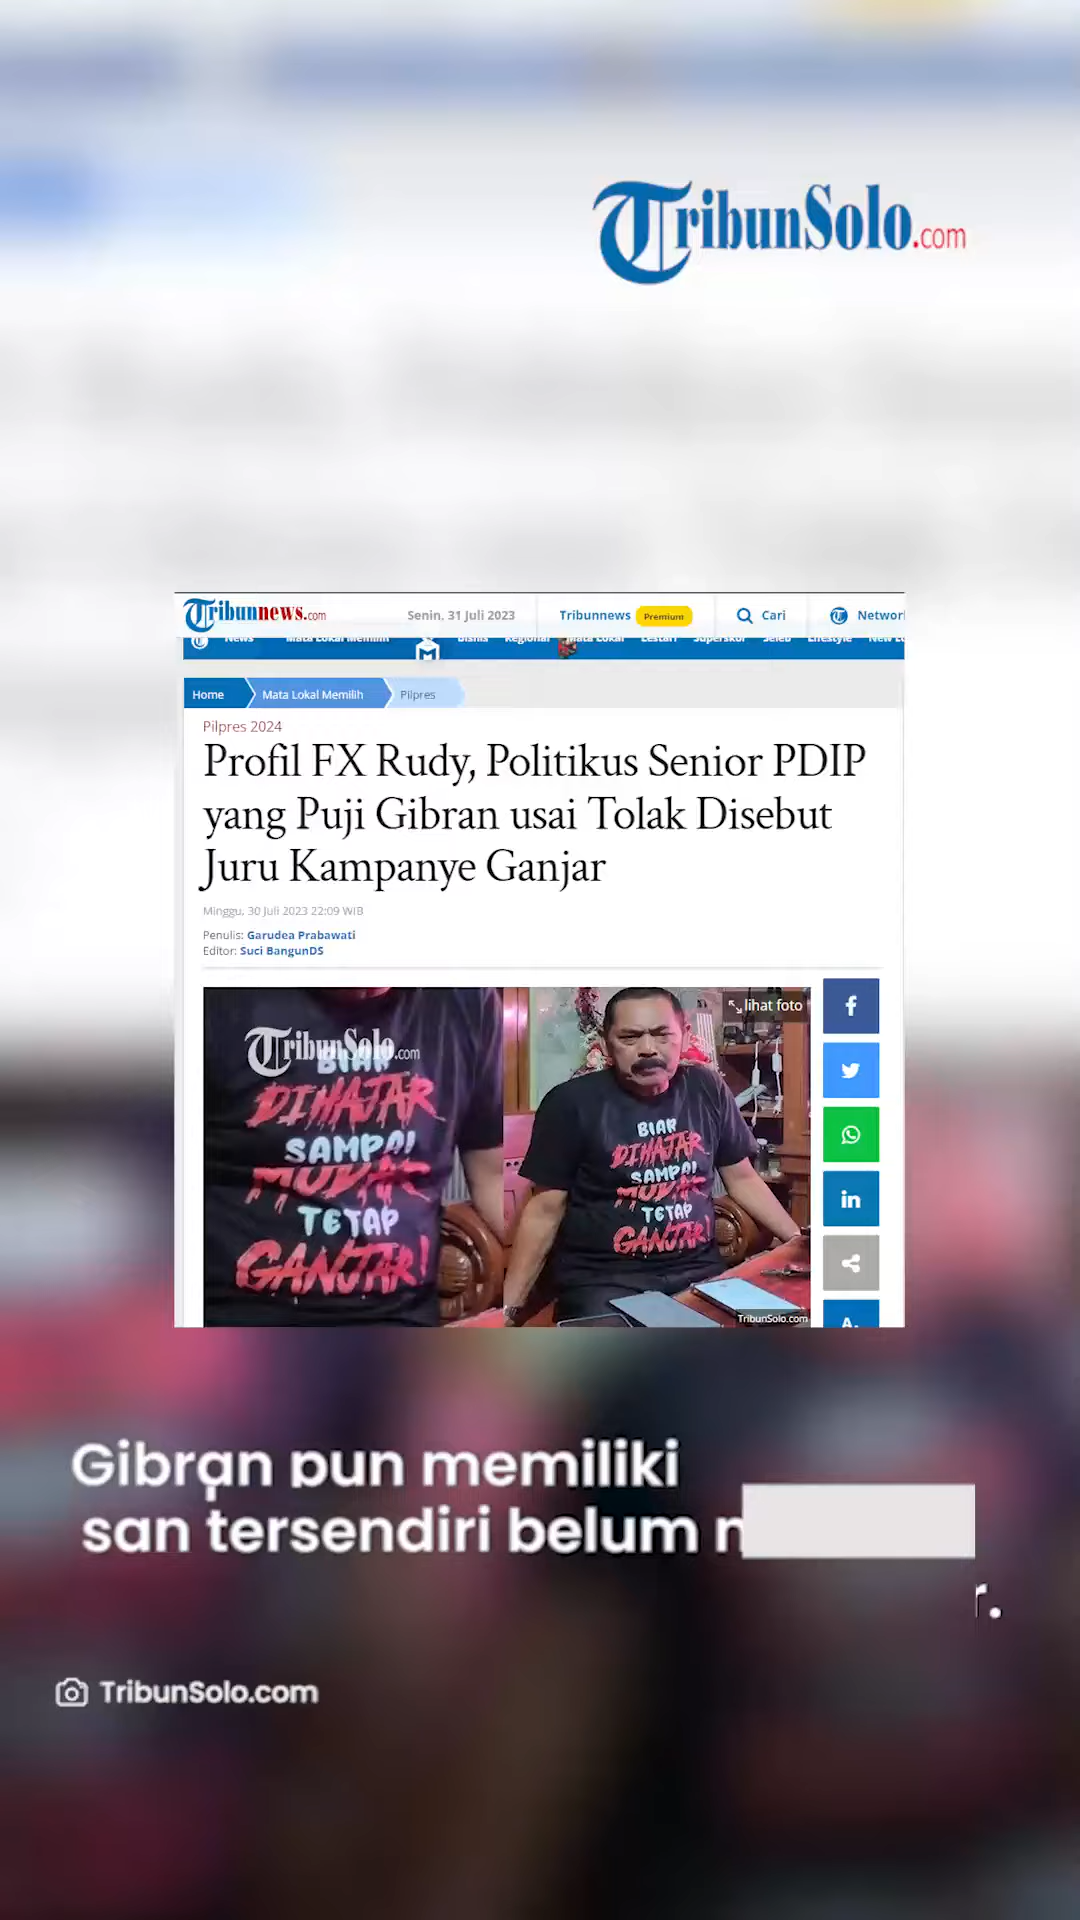 TribunSolo.com
Tribunnews.com
Senin, 31 Juli 2023
Tribunnews Premium
Cari
Home
Mata Lokal Memilih
Pilpres
Pilpres 2024
Profil FX Rudy, Politikus Senior PDIP
yang Puji Gibran usai Tolak Disebut
Juru Kampanye Ganjar
Minggu, 30 Juli 2023 22:09 WIB
Penulis: Garudea Prabawati
Editor: Suci BangunDS
lihat foto
TribunSolo.com
BIAR
DIHAJAR
SAMPAI
MODAR
TETAP
GANJAR!
BIAR
DIHAJAR
SAMPAI
MODAR
TETAP
GANJAR!
TribunSolo.com
Gibran pun memiliki
san tersendiri belum
TribunSolo.com